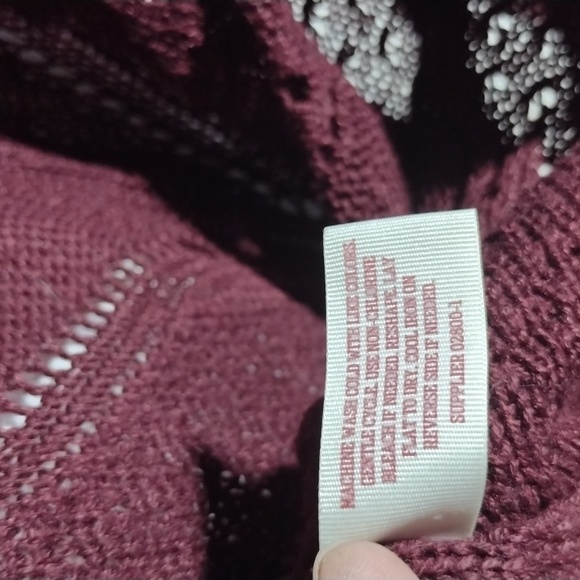 MACHINE WASH COLD WITH LIKE COLORS,
GENTLE CYCLE. USE NON-CHLORINE
BLEACH IF NEEDED. RESHAPE, LAY
FLAT TO DRY. COOL IRON ON
REVERSE SIDE IF NEEDED.
SUPPLIER 02800-1